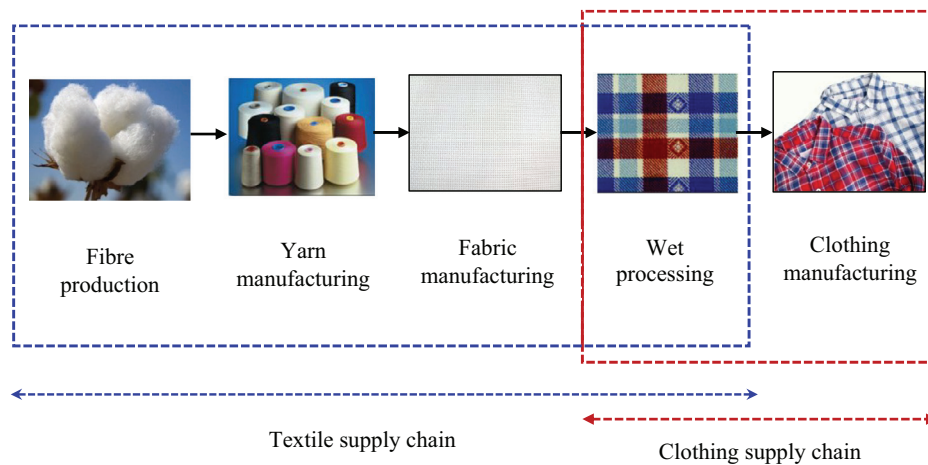 Fibre
production
Yarn
manufacturing
Fabric
manufacturing
Wet
processing
Clothing
manufacturing
Textile supply chain
Clothing supply chain